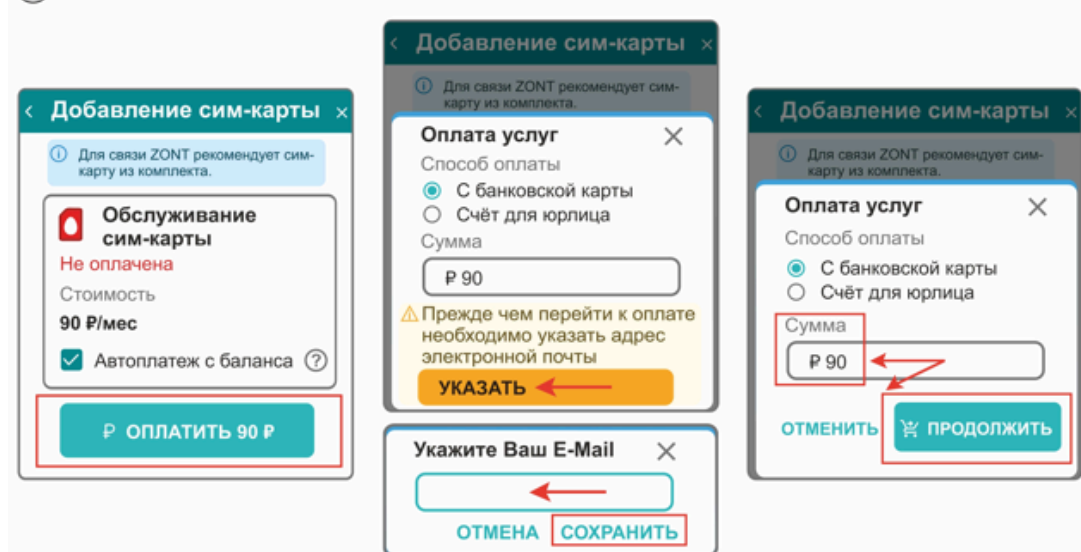 Добавление сим-карты
Для связи ZONT рекомендует сим-
карту из комплекта.
Обслуживание
сим-карты
Не оплачена
Стоимость
90 ₽/мес
Автоплатеж с баланса ?
₽ ОПЛАТИТЬ 90 ₽
Добавление сим-карты
Для связи ZONT рекомендует сим-
карту из комплекта.
Оплата услуг
Способ оплаты
С банковской карты
Счёт для юрлица
Сумма
₽ 90
Прежде чем перейти к оплате
необходимо указать адрес
электронной почты
УКАЗАТЬ
Укажите Ваш E-Mail
ОТМЕНА СОХРАНИТЬ
Добавление сим-карты
Для связи ZONT рекомендует сим-
карту из комплекта.
Оплата услуг
Способ оплаты
С банковской карты
Счёт для юрлица
Сумма
₽ 90
ОТМЕНИТЬ ПРОДОЛЖИТЬ